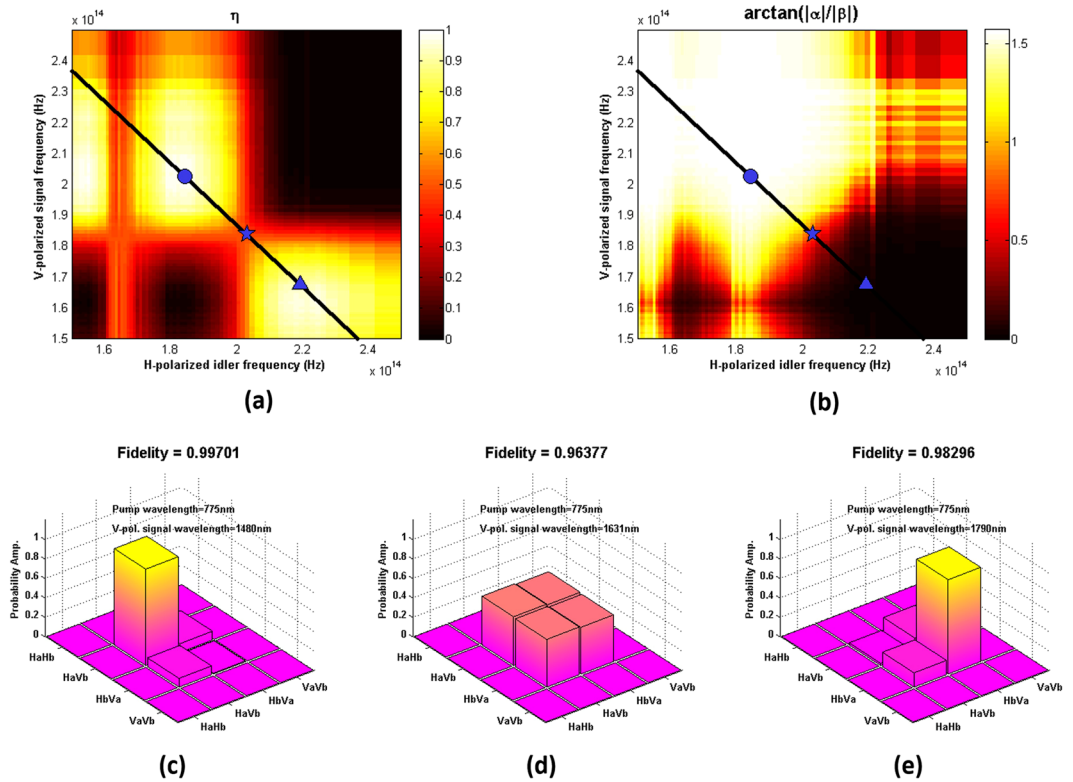 x 10^14
η
2.4
2.3
2.2
2.1
2
1.9
1.8
1.7
1.6
1.5
V-polarized signal frequency (Hz)
1.6
1.8
2
2.2
2.4
H-polarized idler frequency (Hz)
x 10^14
1
0.9
0.8
0.7
0.6
0.5
0.4
0.3
0.2
0.1
0
(a)
x 10^14
arctan(|α|/|β|)
2.4
2.3
2.2
2.1
2
1.9
1.8
1.7
1.6
1.5
V-polarized signal frequency (Hz)
1.6
1.8
2
2.2
2.4
H-polarized idler frequency (Hz)
x 10^14
1.5
1
0.5
0
(b)
Fidelity = 0.99701
Pump wavelength=775nm
V-pol. signal wavelength=1480nm
Probability Amp.
1
0.8
0.6
0.4
0.2
0
HaHb
HaVb
HbVa
VaVb
HaHb
HaVb
HbVa
VaVb
(c)
Fidelity = 0.96377
Pump wavelength=775nm
V-pol. signal wavelength=1631nm
Probability Amp.
1
0.8
0.6
0.4
0.2
0
HaHb
HaVb
HbVa
VaVb
HaHb
HaVb
HbVa
VaVb
(d)
Fidelity = 0.98296
Pump wavelength=775nm
V-pol. signal wavelength=1790nm
Probability Amp.
1
0.8
0.6
0.4
0.2
0
HaHb
HaVb
HbVa
VaVb
HaHb
HaVb
HbVa
VaVb
(e)